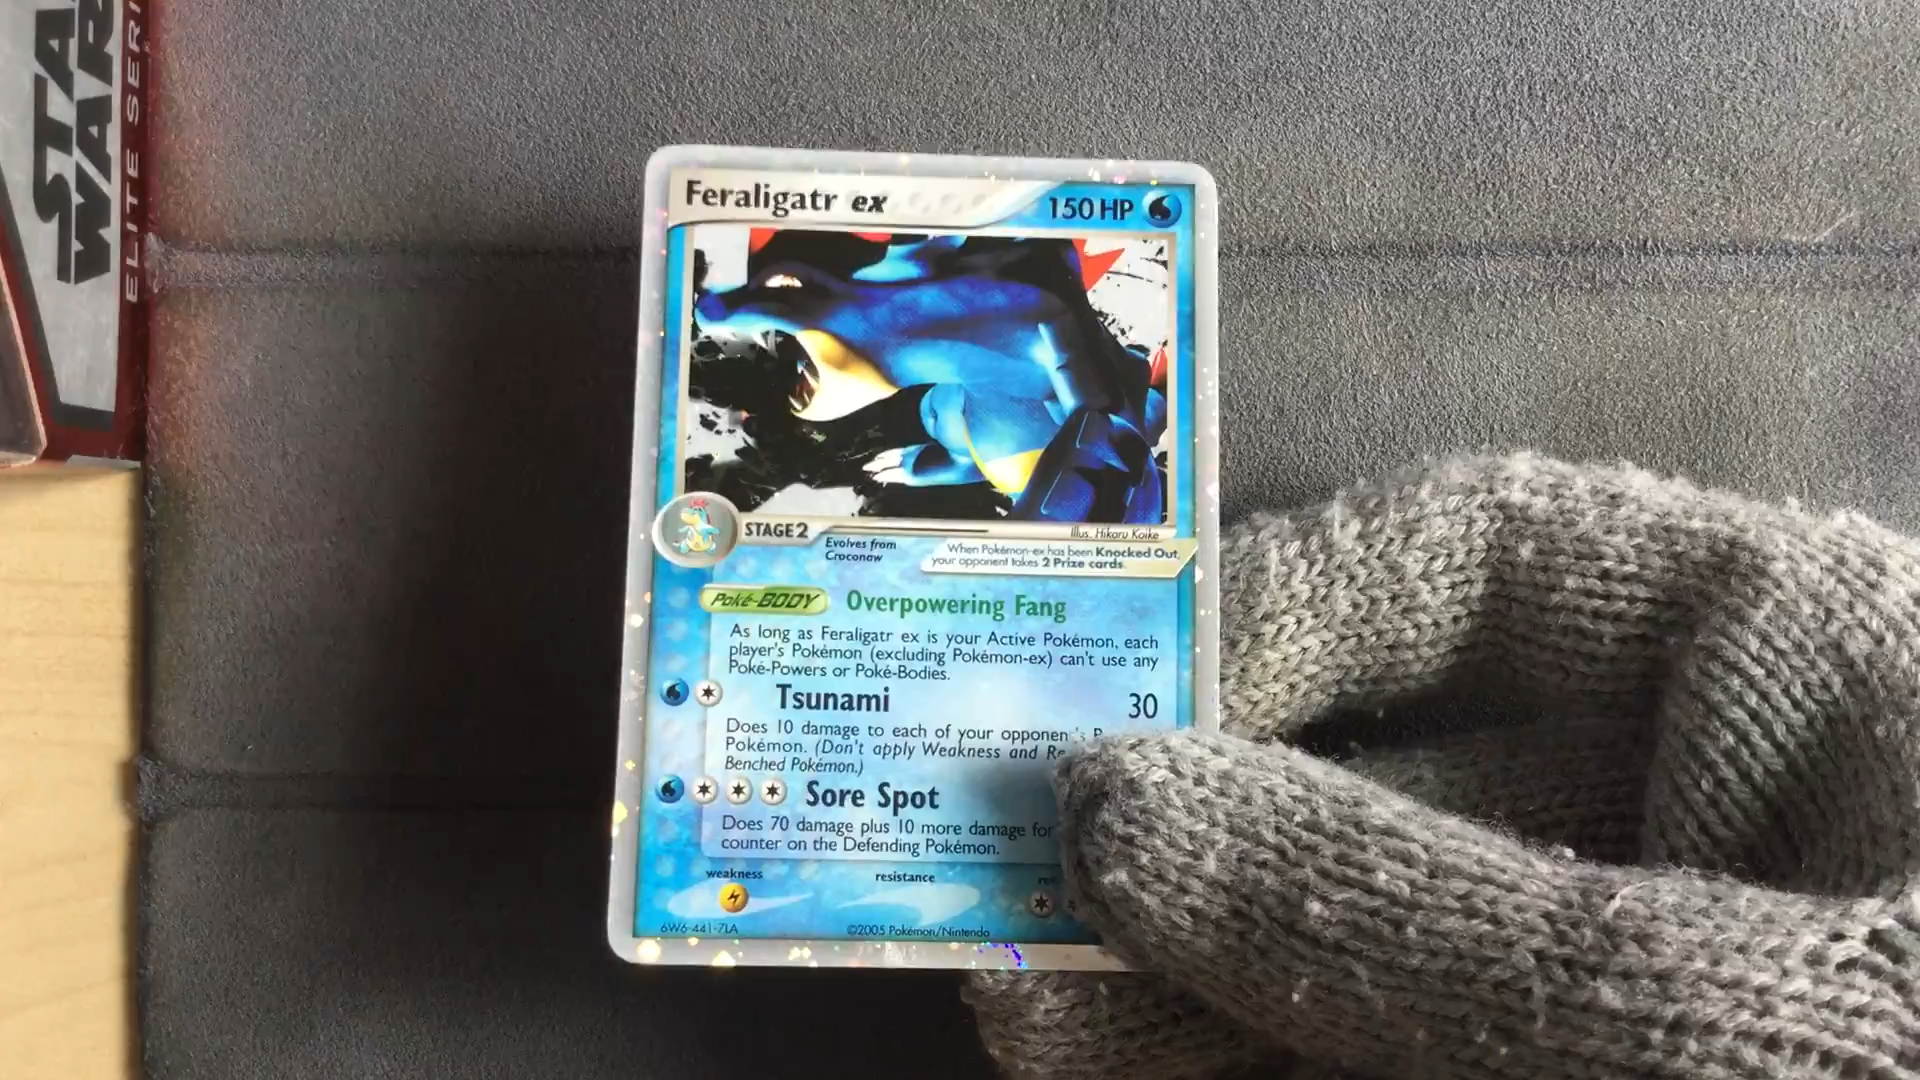 STA
WAR
ELITE SERI
Feraligatr ex
150 HP
STAGE 2
Evolves from
Croconaw
Illus. Hikaru Koike
When Pokémon-ex has been Knocked Out,
your opponent takes 2 Prize cards.
Poké-BODY Overpowering Fang
As long as Feraligatr ex is your Active Pokémon, each
player's Pokémon (excluding Pokémon-ex) can't use any
Poké-Powers or Poké-Bodies.
Tsunami 30
Does 10 damage to each of your opponent's
Pokémon. (Don't apply Weakness and
Benched Pokémon.)
Sore Spot
Does 70 damage plus 10 more damage for
counter on the Defending Pokémon.
weakness
resistance
6W6-441-7LA
©2005 Pokémon/Nintendo